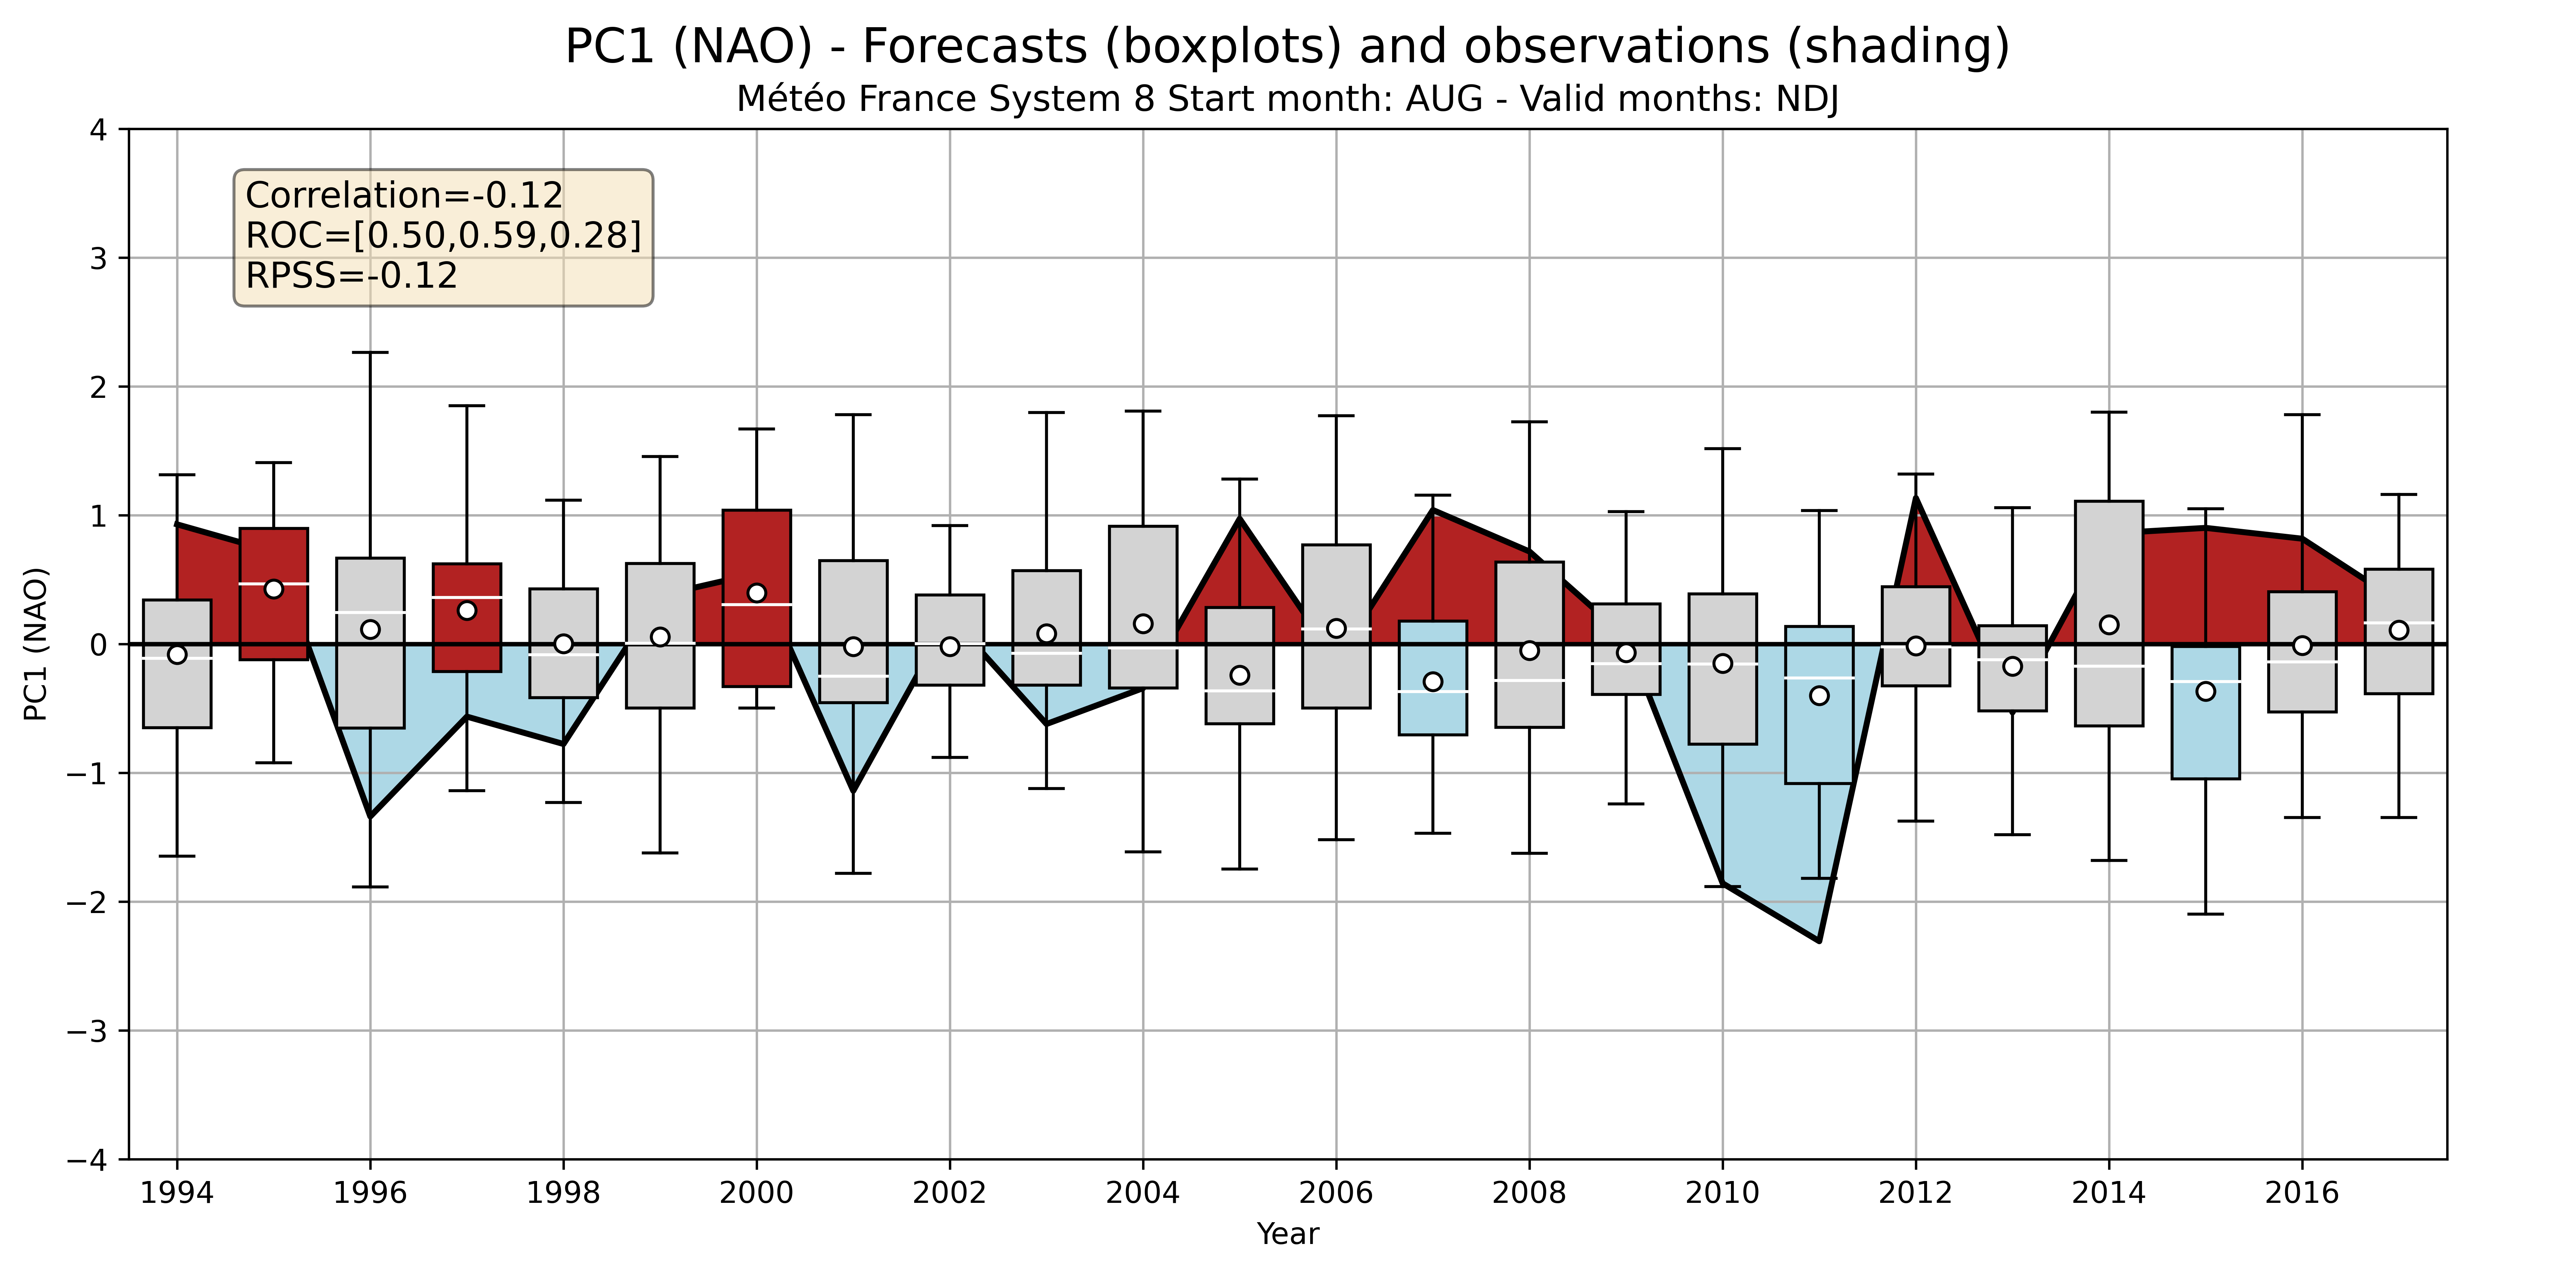 PC1 (NAO) - Forecasts (boxplots) and observations (shading)
Météo France System 8 Start month: AUG - Valid months: NDJ
Correlation=-0.12
ROC=[0.50,0.59,0.28]
RPSS=-0.12
PC1 (NAO)
4
3
2
1
0
−1
−2
−3
−4
1994 1996 1998 2000 2002 2004 2006 2008 2010 2012 2014 2016
Year